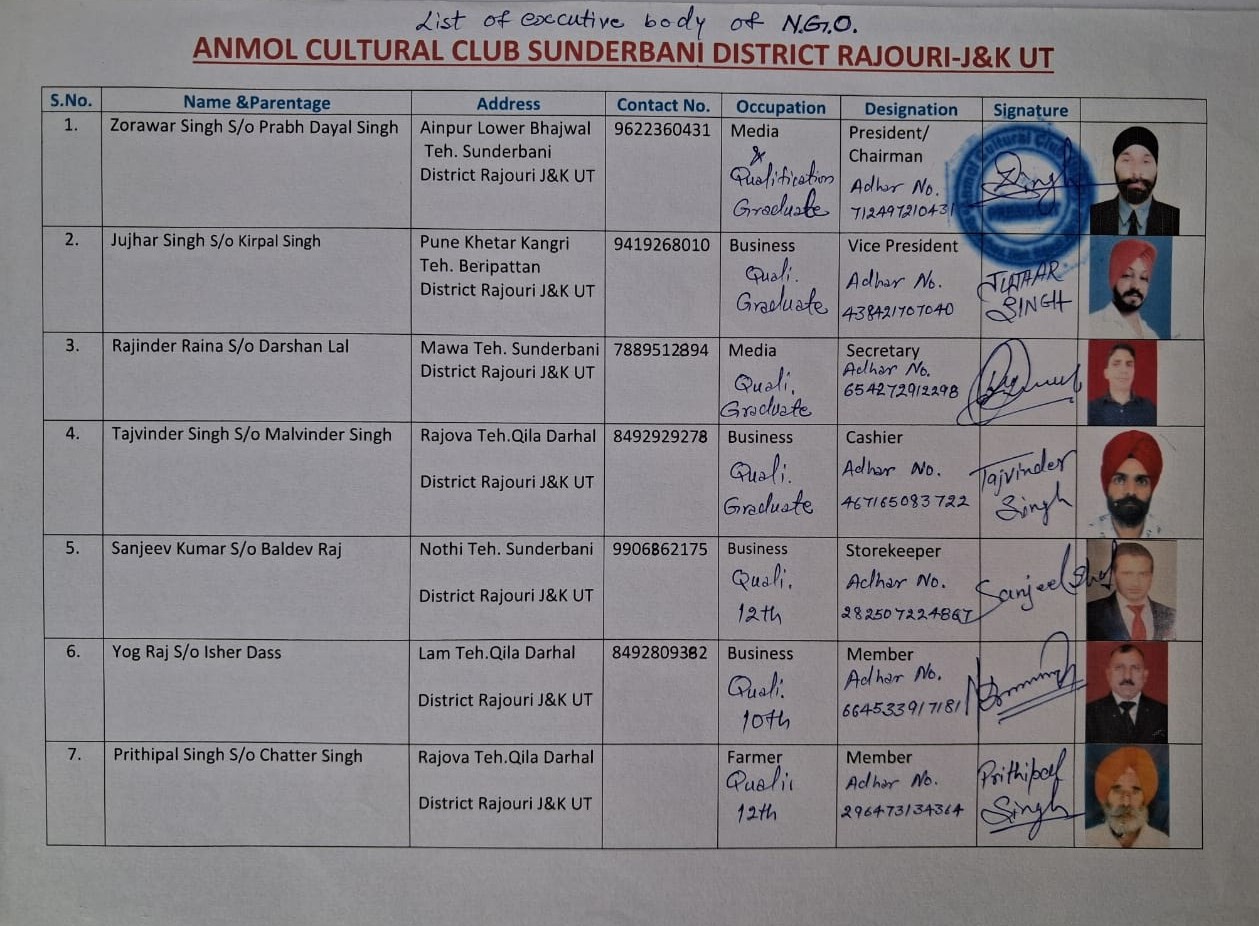 List of executive body of N.G.O.
ANMOL CULTURAL CLUB SUNDERBANI DISTRICT RAJOURI-J&K UT
S.No. Name &Parentage Address Contact No. Occupation Designation Signature
1. Zorawar Singh S/o Prabh Dayal Singh Ainpur Lower Bhajwal 9622360431 Media President/
Teh. Sunderbani & Chairman
District Rajouri J&K UT Qualification Adhar No.
Graduate 712497210431
Anmol Cultural Club
PRESIDENT
Singh
2. Jujhar Singh S/o Kirpal Singh Pune Khetar Kangri 9419268010 Business Vice President
Teh. Beripattan Quali. Adhar No.
District Rajouri J&K UT Graduate 438421707040
SINGH
3. Rajinder Raina S/o Darshan Lal Mawa Teh. Sunderbani 7889512894 Media Secretary
District Rajouri J&K UT Quali. Adhar No.
Graduate 654272912298
4. Tajvinder Singh S/o Malvinder Singh Rajova Teh.Qila Darhal 8492929278 Business Cashier Tajvinder
District Rajouri J&K UT Quali. Adhar No. Singh
Graduate 467165083722
5. Sanjeev Kumar S/o Baldev Raj Nothi Teh. Sunderbani 9906862175 Business Storekeeper
District Rajouri J&K UT Quali. Adhar No.
12th
6. Yog Raj S/o Isher Dass Lam Teh.Qila Darhal 8492809382 Business Member
District Rajouri J&K UT Quali. Adhar No.
10th 664533917181
7. Prithipal Singh S/o Chatter Singh Rajova Teh.Qila Darhal Farmer Member Prithipal
District Rajouri J&K UT Quali Adhar No. Singh
12th 296473134364